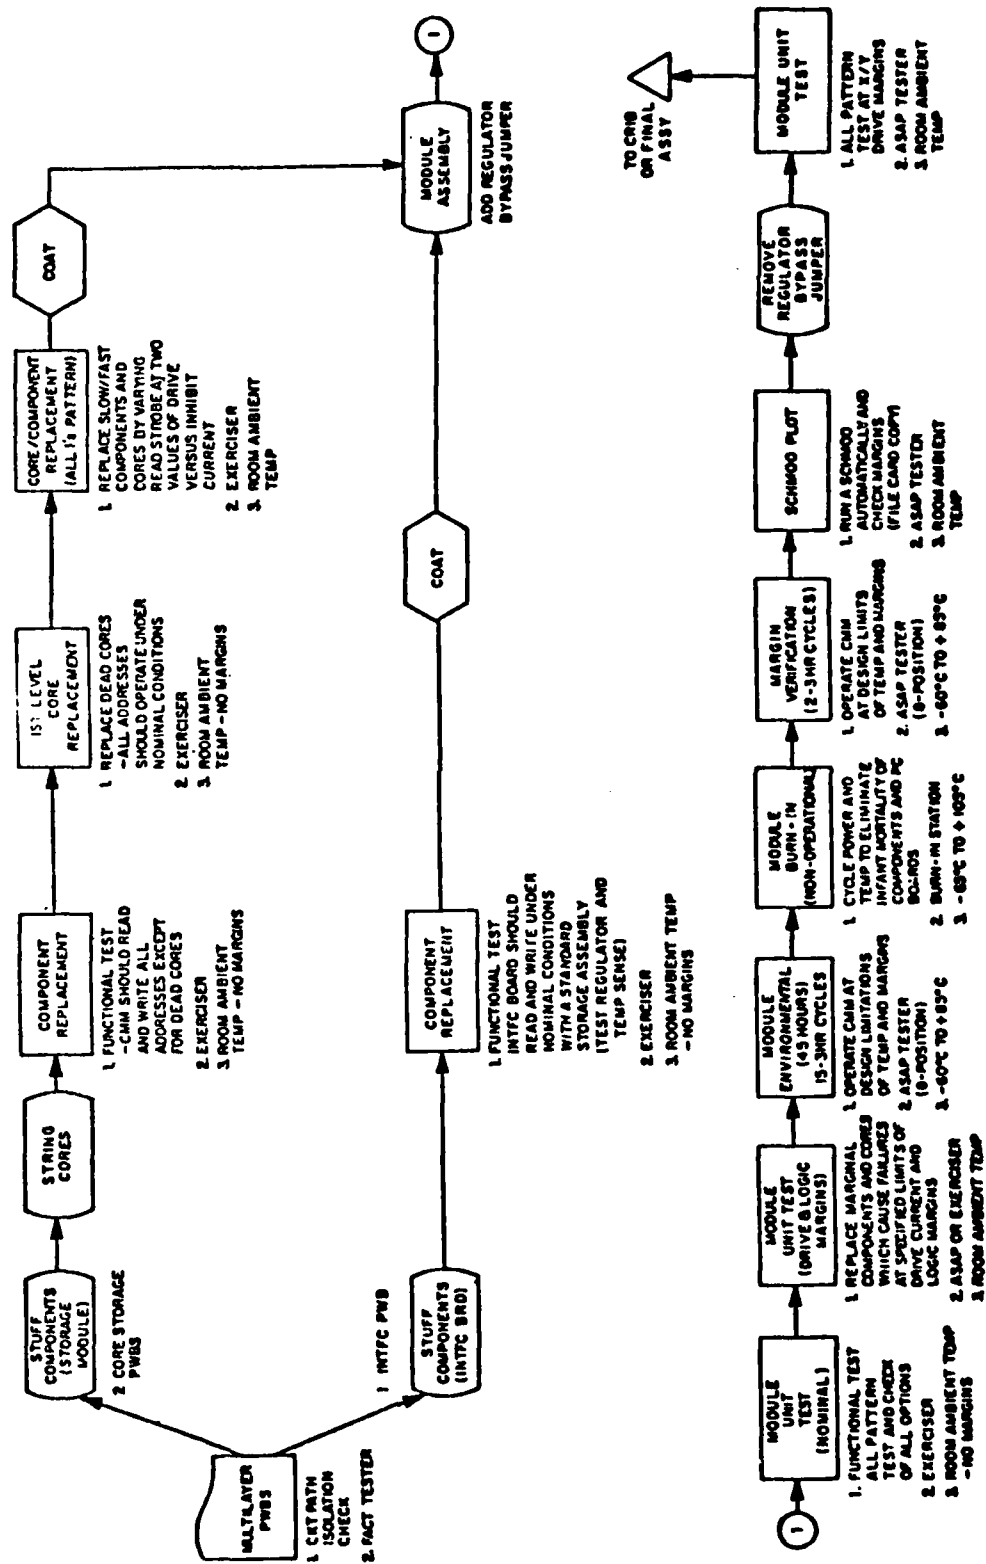 MULTILAYER
PWBS
1. CKT PATH
ISOLATION
CHECK
2. FACT TESTER
STUFF
COMPONENTS
(STORAGE
MODULE)
2 CORE STORAGE
PWBS
STRING
CORES
COMPONENT
REPLACEMENT
1. FUNCTIONAL TEST
-CMM SHOULD READ
AND WRITE ALL
ADDRESSES EXCEPT
FOR DEAD CORES
2. EXERCISER
3. ROOM AMBIENT
TEMP - NO MARGINS
1ST LEVEL
CORE
REPLACEMENT
1. REPLACE DEAD CORES
-ALL ADDRESSES
SHOULD OPERATE UNDER
NOMINAL CONDITIONS
2. EXERCISER
3. ROOM AMBIENT
TEMP - NO MARGINS
CORE/COMPONENT
REPLACEMENT
(ALL 1's PATTERN)
1. REPLACE SLOW/FAST
COMPONENTS AND
CORES BY VARYING
READ STROBE AT TWO
VALUES OF DRIVE
VERSUS INHIBIT
CURRENT
2. EXERCISER
3. ROOM AMBIENT
TEMP
COAT
1 INTFC PWB
STUFF
COMPONENTS
(INTFC BRD)
COMPONENT
REPLACEMENT
1. FUNCTIONAL TEST
INTFC BOARD SHOULD
READ AND WRITE UNDER
NOMINAL CONDITIONS
WITH A STANDARD
STORAGE ASSEMBLY
(TEST REGULATOR AND
TEMP SENSE)
2. EXERCISER
3. ROOM AMBIENT TEMP
- NO MARGINS
COAT
MODULE
ASSEMBLY
ADD REGULATOR
BYPASS JUMPER
1
1
MODULE
UNIT
TEST
(NOMINAL)
1. FUNCTIONAL TEST
ALL PATTERN
TEST AND CHECK
OF ALL OPTIONS
2. EXERCISER
3. ROOM AMBIENT TEMP
- NO MARGINS
MODULE
UNIT TEST
(DRIVE & LOGIC
MARGINS)
1. REPLACE MARGINAL
COMPONENTS AND CORES
WHICH CAUSE FAILURES
AT SPECIFIED LIMITS OF
DRIVE CURRENT AND
LOGIC MARGINS
2. ASAP OR EXERCISER
3. ROOM AMBIENT TEMP
MODULE
ENVIRONMENTAL
(45 HOURS)
15-3HR CYCLES
1. OPERATE CMM AT
DESIGN LIMITATIONS
OF TEMP AND MARGINS
2. ASAP TESTER
(8-POSITION)
3. -60°C TO +85°C
MODULE
BURN-IN
(NON-OPERATIONAL)
1. CYCLE POWER AND
TEMP TO ELIMINATE
INFANT MORTALITY OF
COMPONENTS AND PC
BOARDS
2. BURN-IN STATION
3. -65°C TO +105°C
MARGIN
VERIFICATION
(2-3HR CYCLES)
1. OPERATE CMM
AT DESIGN LIMITS
OF TEMP AND MARGINS
2. ASAP TESTER
(8-POSITION)
3. -60°C TO +85°C
SCHMOO PLOT
1. RUN A SCHMOO
AUTOMATICALLY AND
CHECK MARGINS
(FILE CARD COPY)
2. ASAP TESTER
3. ROOM AMBIENT
TEMP
REMOVE
REGULATOR
BYPASS
JUMPER
MODULE UNIT
TEST
1. ALL PATTERN
TEST AT X/Y
DRIVE MARGINS
2. ASAP TESTER
3. ROOM AMBIENT
TEMP
TO CRIB
OR FINAL
ASSY